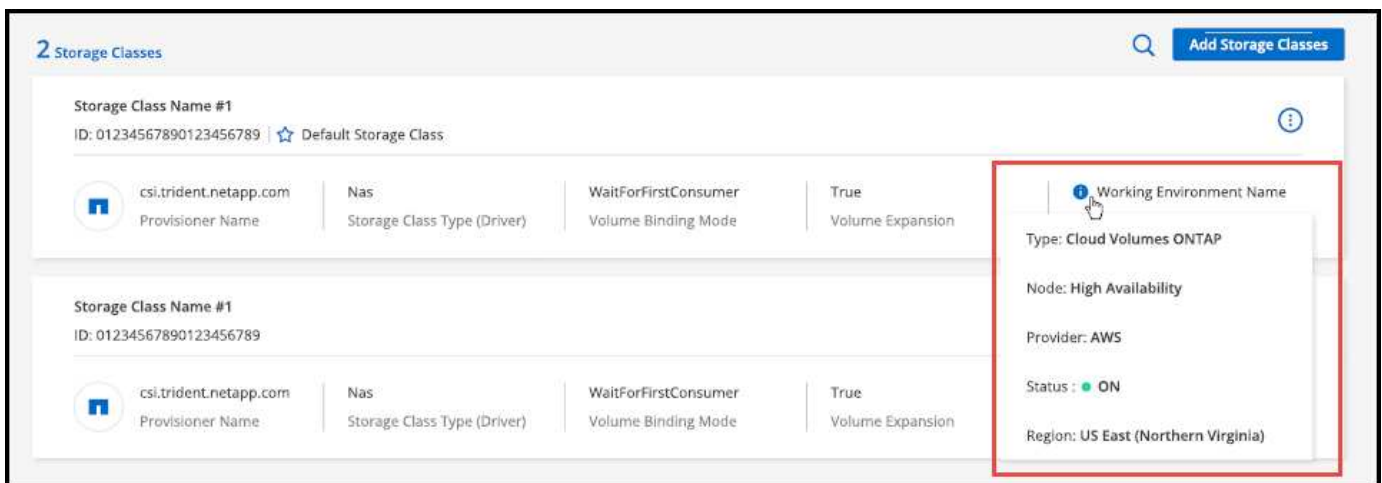 2 Storage Classes
Add Storage Classes
Storage Class Name #1
ID: 01234567890123456789 | Default Storage Class
csi.trident.netapp.com Nas WaitForFirstConsumer True Working Environment Name
Provisioner Name Storage Class Type (Driver) Volume Binding Mode Volume Expansion
Type: Cloud Volumes ONTAP
Node: High Availability
Provider: AWS
Status : ON
Region: US East (Northern Virginia)
Storage Class Name #1
ID: 01234567890123456789
csi.trident.netapp.com Nas WaitForFirstConsumer True
Provisioner Name Storage Class Type (Driver) Volume Binding Mode Volume Expansion